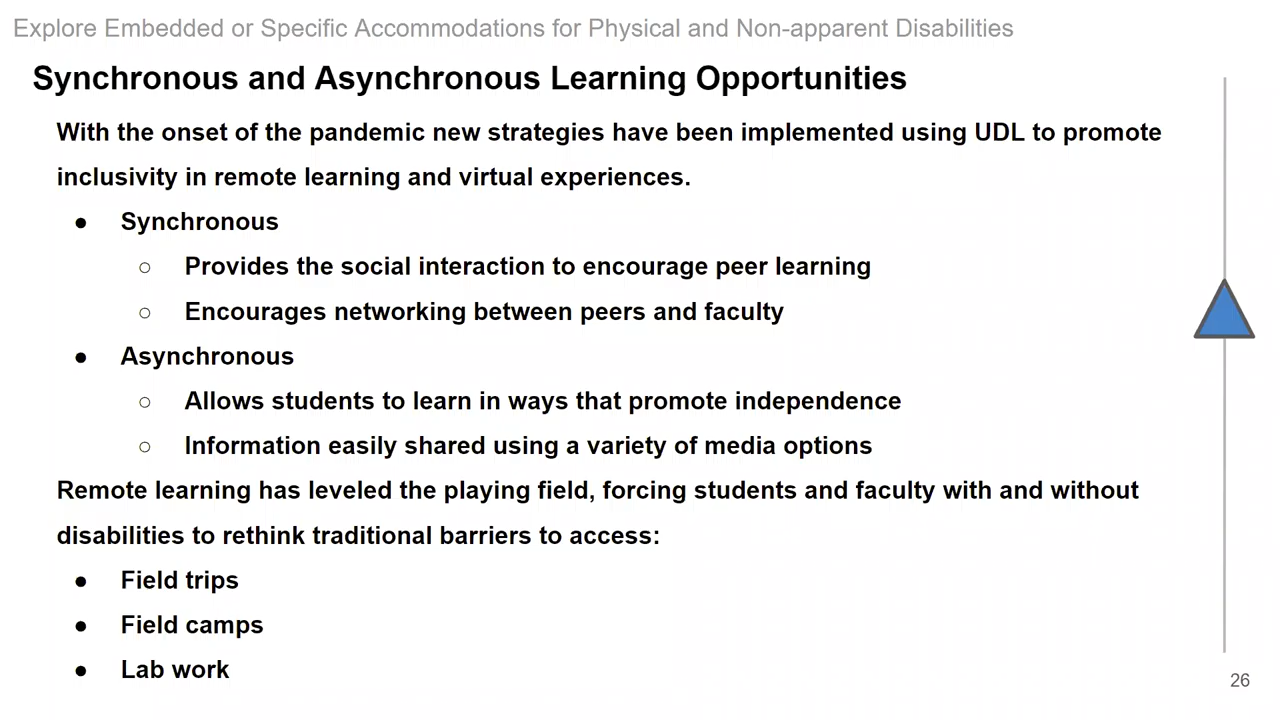 Explore Embedded or Specific Accommodations for Physical and Non-apparent Disabilities
Synchronous and Asynchronous Learning Opportunities
With the onset of the pandemic new strategies have been implemented using UDL to promote
inclusivity in remote learning and virtual experiences.
● Synchronous
○ Provides the social interaction to encourage peer learning
○ Encourages networking between peers and faculty
● Asynchronous
○ Allows students to learn in ways that promote independence
○ Information easily shared using a variety of media options
Remote learning has leveled the playing field, forcing students and faculty with and without
disabilities to rethink traditional barriers to access:
● Field trips
● Field camps
● Lab work
26